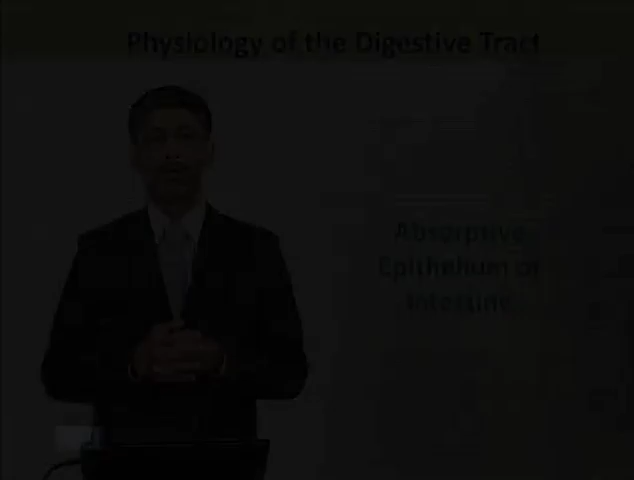 Physiology of the Digestive Tract
Absorptive
Epithelium of
Intestine